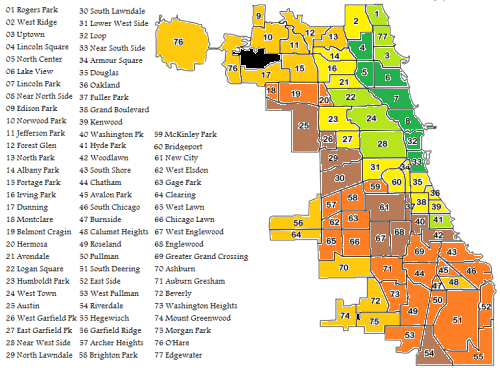 01 Rogers Park
02 West Ridge
03 Uptown
04 Lincoln Square
05 North Center
06 Lake View
07 Lincoln Park
08 Near North Side
09 Edison Park
10 Norwood Park
11 Jefferson Park
12 Forest Glen
13 North Park
14 Albany Park
15 Portage Park
16 Irving Park
17 Dunning
18 Montclare
19 Belmont Cragin
20 Hermosa
21 Avondale
22 Logan Square
23 Humboldt Park
24 West Town
25 Austin
26 West Garfield Pk
27 East Garfield Pk
28 Near West Side
29 North Lawndale
30 South Lawndale
31 Lower West Side
32 Loop
33 Near South Side
34 Armour Square
35 Douglas
36 Oakland
37 Fuller Park
38 Grand Boulevard
39 Kenwood
40 Washington Pk
41 Hyde Park
42 Woodlawn
43 South Shore
44 Chatham
45 Avalon Park
46 South Chicago
47 Burnside
48 Calumet Heights
49 Roseland
50 Pullman
51 South Deering
52 East Side
53 West Pullman
54 Riverdale
55 Hegewisch
56 Garfield Ridge
57 Archer Heights
58 Brighton Park
59 McKinley Park
60 Bridgeport
61 New City
62 West Elsdon
63 Gage Park
64 Clearing
65 West Lawn
66 Chicago Lawn
67 West Englewood
68 Englewood
69 Greater Grand Crossing
70 Ashburn
71 Auburn Gresham
72 Beverly
73 Washington Heights
74 Mount Greenwood
75 Morgan Park
76 O'Hare
77 Edgewater
9
1
2
10
12
13
77
76
11
4
3
14
76
17
15
16
5
6
21
18
19
20
22
7
25
23
24
8
26
27
28
32
29
31
33
30
34
59
60
35
36
57
58
61
37
38
39
56
62
63
40
41
64
65
66
67
68
42
69
43
70
71
44
45
46
47
48
72
73
50
52
74
75
49
51
53
54
55